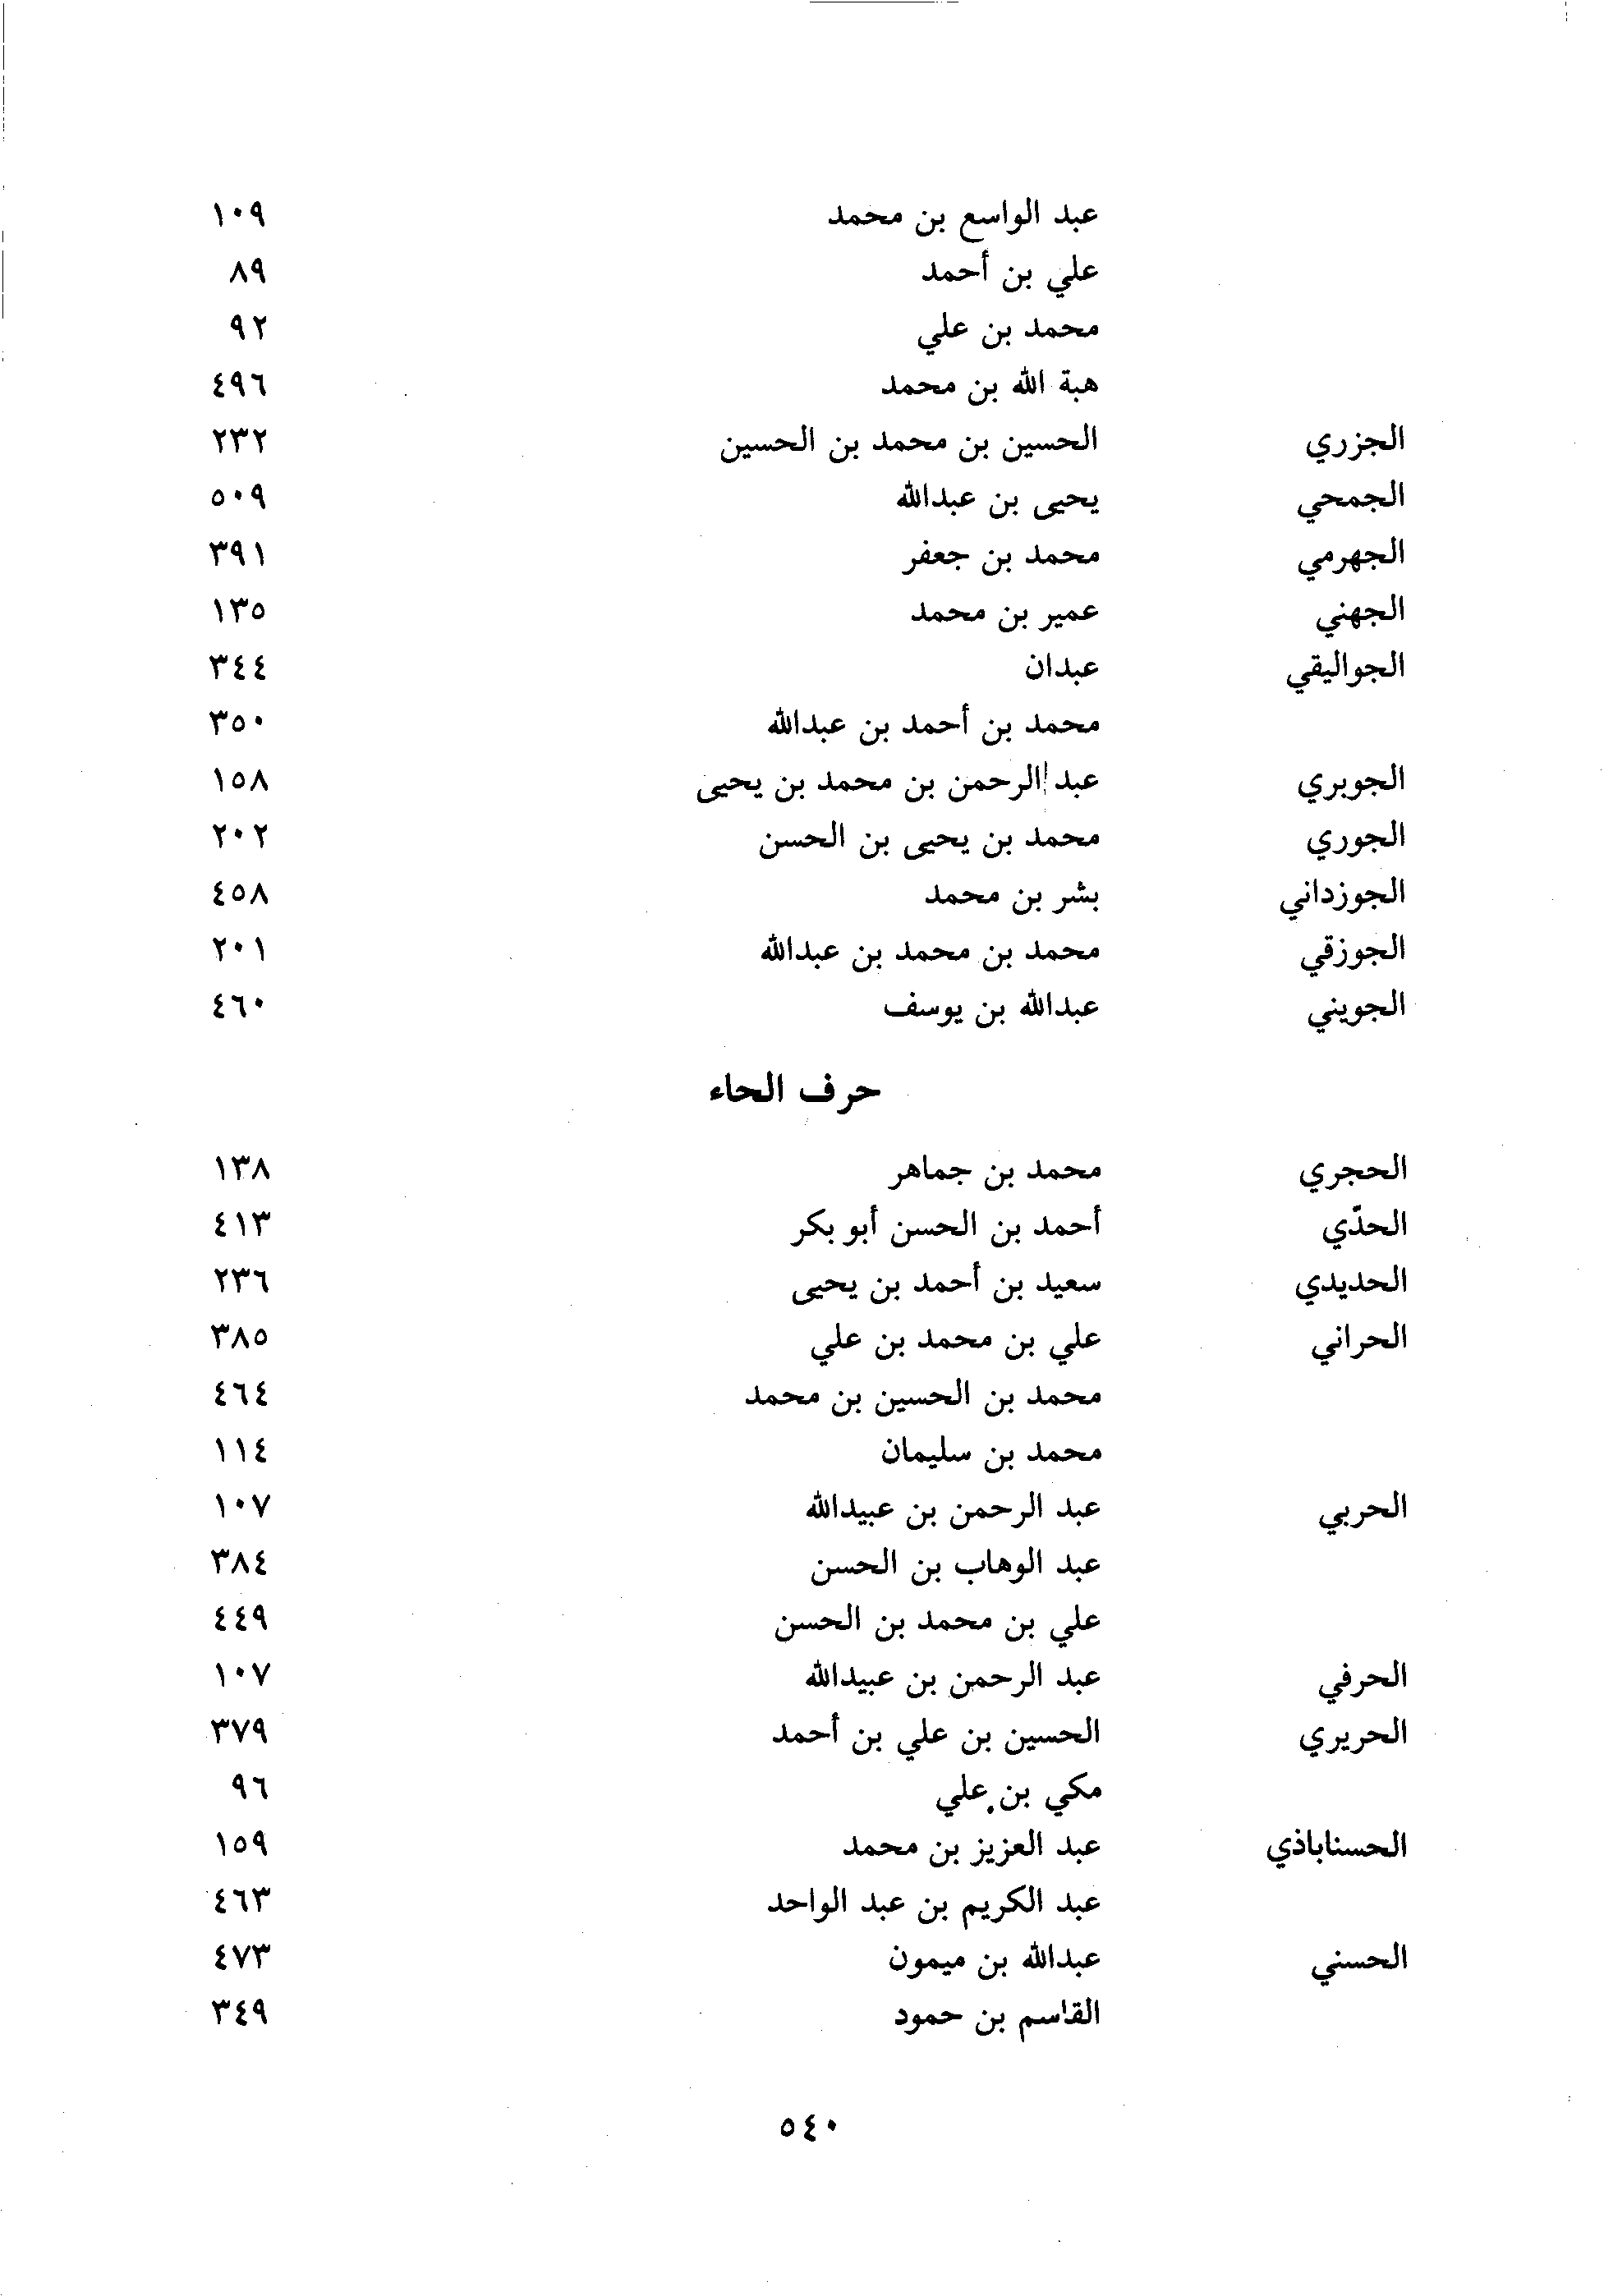 عبد الواسع بن محمد ١٠٩
علي بن أحمد ٨٩
محمد بن علي ٩٢
هبة الله بن محمد ٤٩٦
الجزري الحسين بن محمد بن الحسين ٢٣٢
الجمحي يحيى بن عبدالله ٥٠٩
الجهرمي محمد بن جعفر ٣٩١
الجهني عمير بن محمد ١٣٥
الجواليقي عبدان ٣٤٤
محمد بن أحمد بن عبدالله ٣٥٠
الجوبري عبد الرحمن بن محمد بن يحيى ١٥٨
الجوري محمد بن يحيى بن الحسن ٢٠٢
الجوزداني بشر بن محمد ٤٥٨
الجوزقي محمد بن محمد بن عبدالله ٢٠١
الجويني عبدالله بن يوسف ٤٦٠
حرف الحاء
الحجري محمد بن جماهر ١٣٨
الحدّي أحمد بن الحسن أبو بكر ٤١٣
الحديدي سعيد بن أحمد بن يحيى ٢٣٦
الحراني علي بن محمد بن علي ٣٨٥
محمد بن الحسين بن محمد ٤٦٤
محمد بن سليمان ١١٤
الحربي عبد الرحمن بن عبيدالله ١٠٧
عبد الوهاب بن الحسن ٣٨٤
علي بن محمد بن الحسن ٤٤٩
الحرفي عبد الرحمن بن عبيدالله ١٠٧
الحريري الحسين بن علي بن أحمد ٣٧٩
مكي بن علي ٩٦
الحسناباذي عبد العزيز بن محمد ١٥٩
عبد الكريم بن عبد الواحد ٤٦٣
الحسني عبدالله بن ميمون ٤٧٣
القاسم بن حمود ٣٤٩
٥٤٠